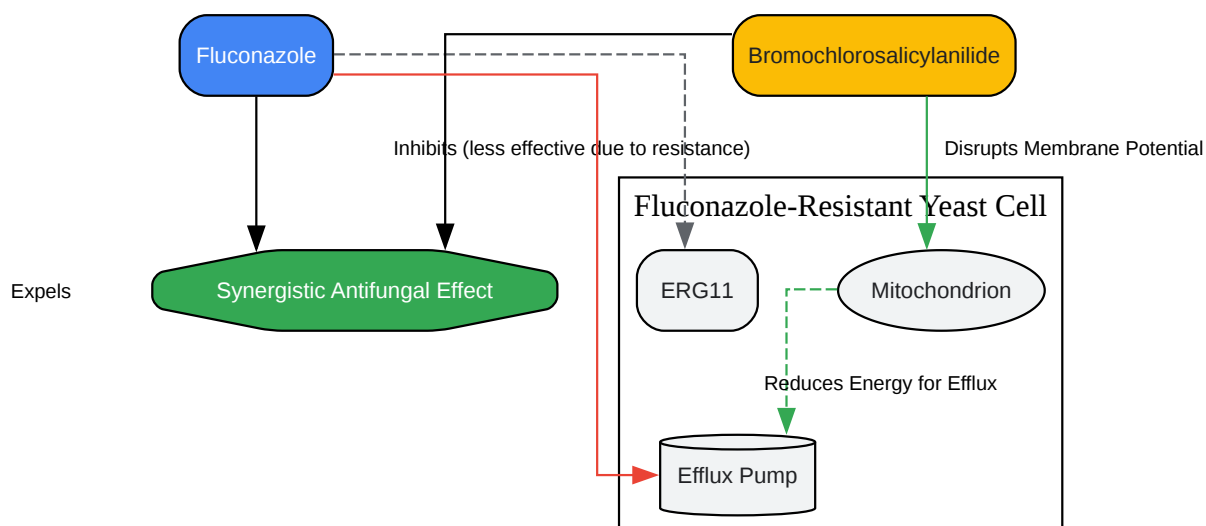 Fluconazole
Bromochlorosalicylanilide
Inhibits (less effective due to resistance)
Disrupts Membrane Potential
Fluconazole-Resistant Yeast Cell
Expels
Synergistic Antifungal Effect
ERG11
Mitochondrion
Reduces Energy for Efflux
Efflux Pump